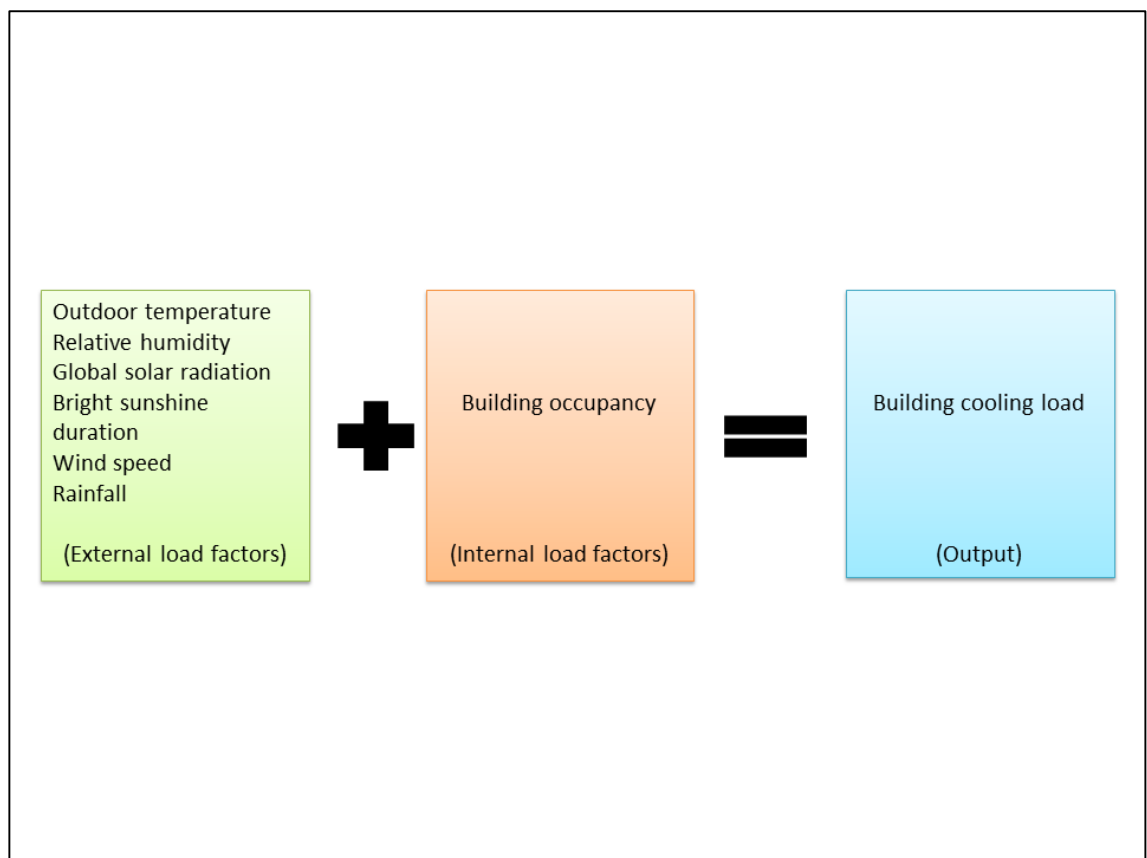 Outdoor temperature
Relative humidity
Global solar radiation
Bright sunshine
duration
Wind speed
Rainfall
(External load factors)
Building occupancy
(Internal load factors)
Building cooling load
(Output)